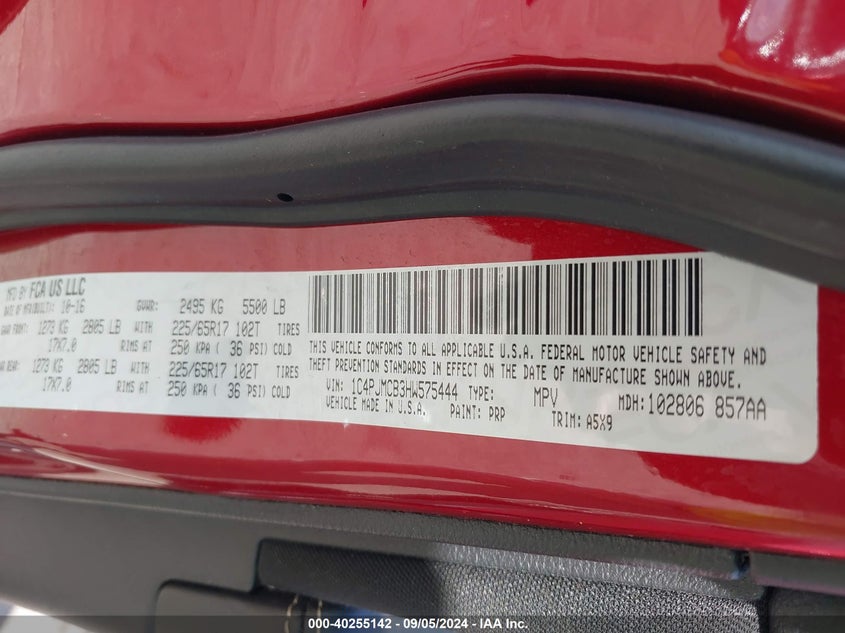 MFD BY FCA US LLC
DATE OF MFR(BUILT): 10-16 GVWR: 2495 KG 5500 LB
GAWR FRONT: 1273 KG 2805 LB WITH 225/65R17 102T TIRES
17X7.0 RIMS AT 250 KPA ( 36 PSI) COLD
REAR: 1273 KG 2805 LB WITH 225/65R17 102T TIRES
17X7.0 RIMS AT 250 KPA ( 36 PSI) COLD
THIS VEHICLE CONFORMS TO ALL APPLICABLE U.S.A. FEDERAL MOTOR VEHICLE SAFETY AND
THEFT PREVENTION STANDARDS IN EFFECT ON THE DATE OF MANUFACTURE SHOWN ABOVE.
VIN: 1C4PJMCB3HW575444 TYPE: MPV MDH: 102806 857AA
VEHICLE MADE IN U.S.A. PAINT: PRP TRIM: A5X9
000-40255142 - 09/05/2024 - IAA Inc.